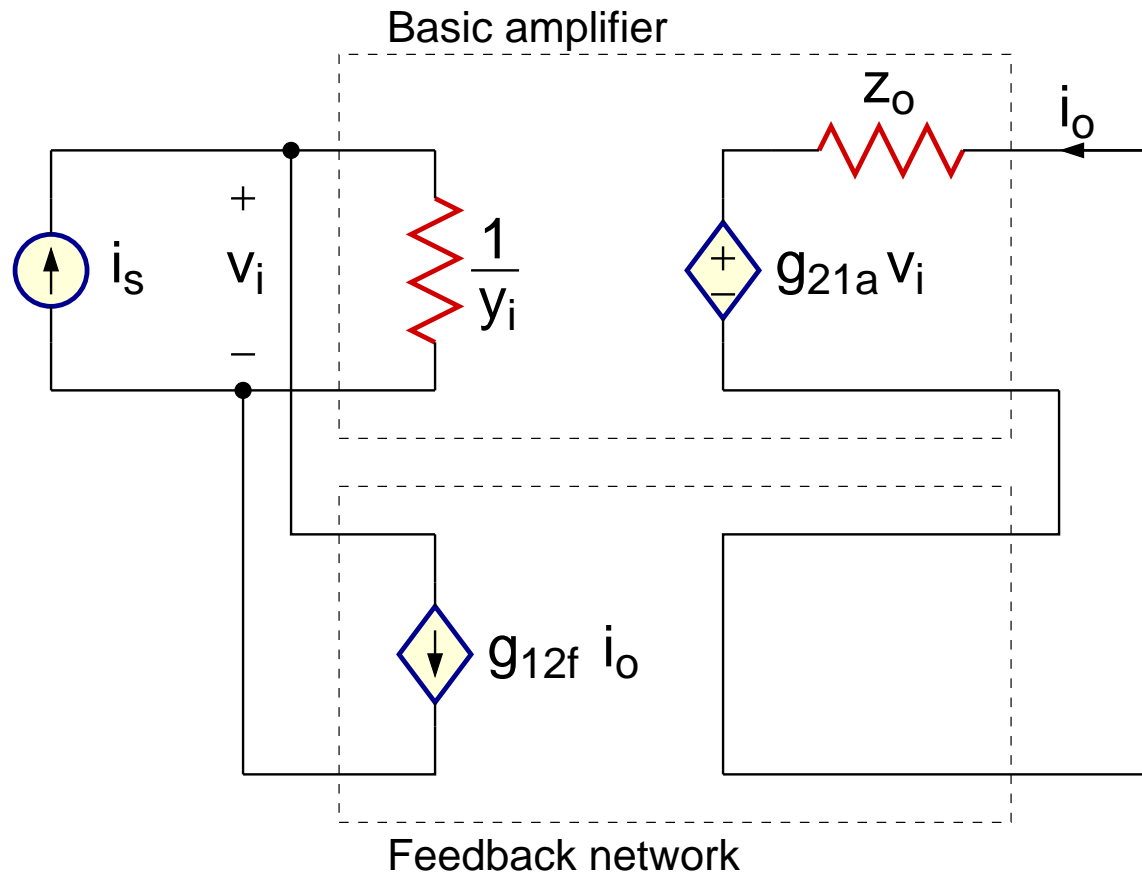 Basic amplifier
z_o
i_o
+
i_s
v_i
1
y_i
+
−
g_21a v_i
−
g_12f i_o
Feedback network